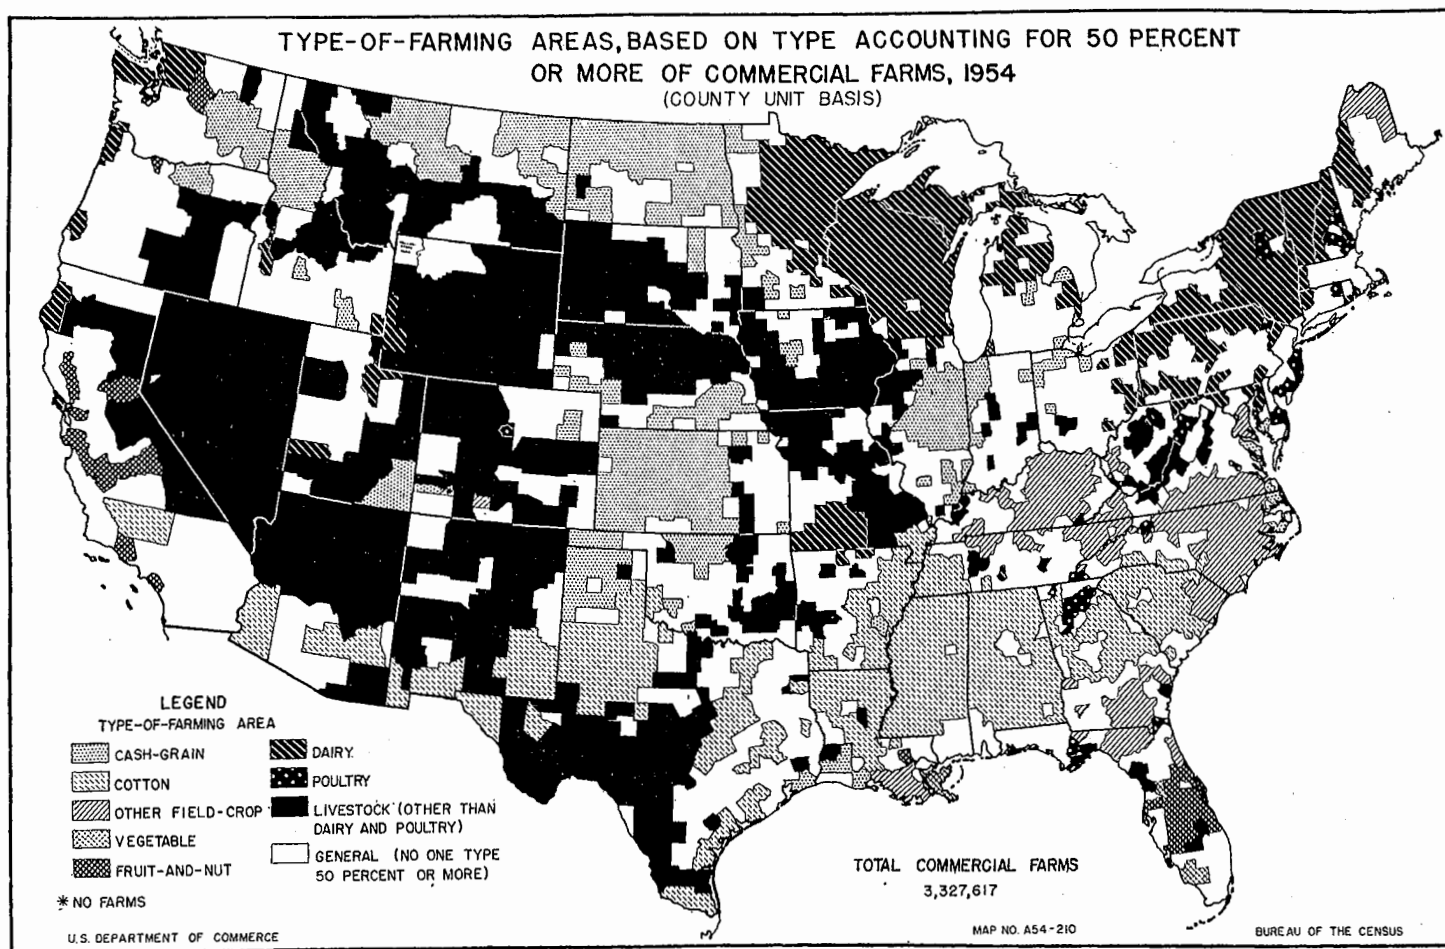 TYPE-OF-FARMING AREAS, BASED ON TYPE ACCOUNTING FOR 50 PERCENT
OR MORE OF COMMERCIAL FARMS, 1954
(COUNTY UNIT BASIS)
LEGEND
TYPE-OF-FARMING AREA
CASH-GRAIN
COTTON
OTHER FIELD-CROP
VEGETABLE
FRUIT-AND-NUT
* NO FARMS
DAIRY
POULTRY
LIVESTOCK (OTHER THAN
DAIRY AND POULTRY)
GENERAL (NO ONE TYPE
50 PERCENT OR MORE)
TOTAL COMMERCIAL FARMS
3,327,617
U.S. DEPARTMENT OF COMMERCE
MAP NO. A54-210
BUREAU OF THE CENSUS